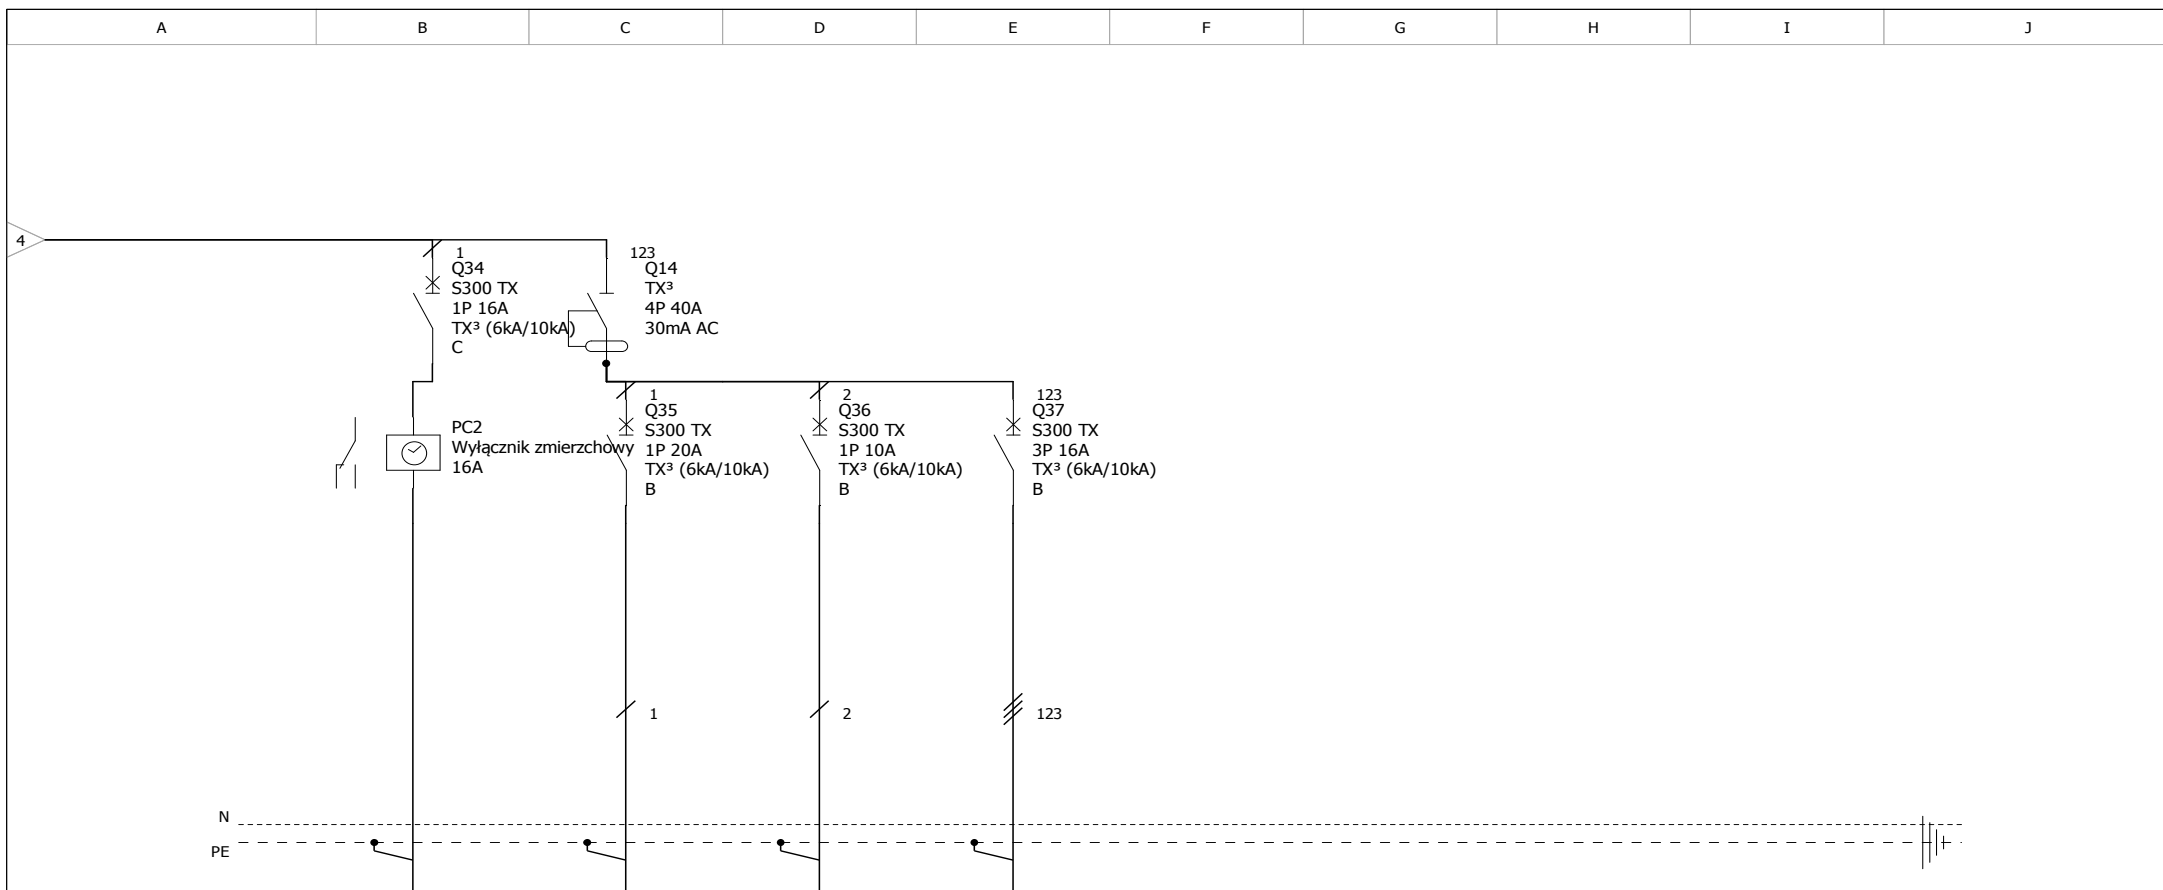 A B C D E F G H I J
4
1
Q34
S300 TX
1P 16A
TX³ (6kA/10kA)
C
123
Q14
TX³
4P 40A
30mA AC
PC2
Wyłącznik zmierzchowy
16A
1
Q35
S300 TX
1P 20A
TX³ (6kA/10kA)
B
2
Q36
S300 TX
1P 10A
TX³ (6kA/10kA)
B
123
Q37
S300 TX
3P 16A
TX³ (6kA/10kA)
B
1
2
123
N
PE